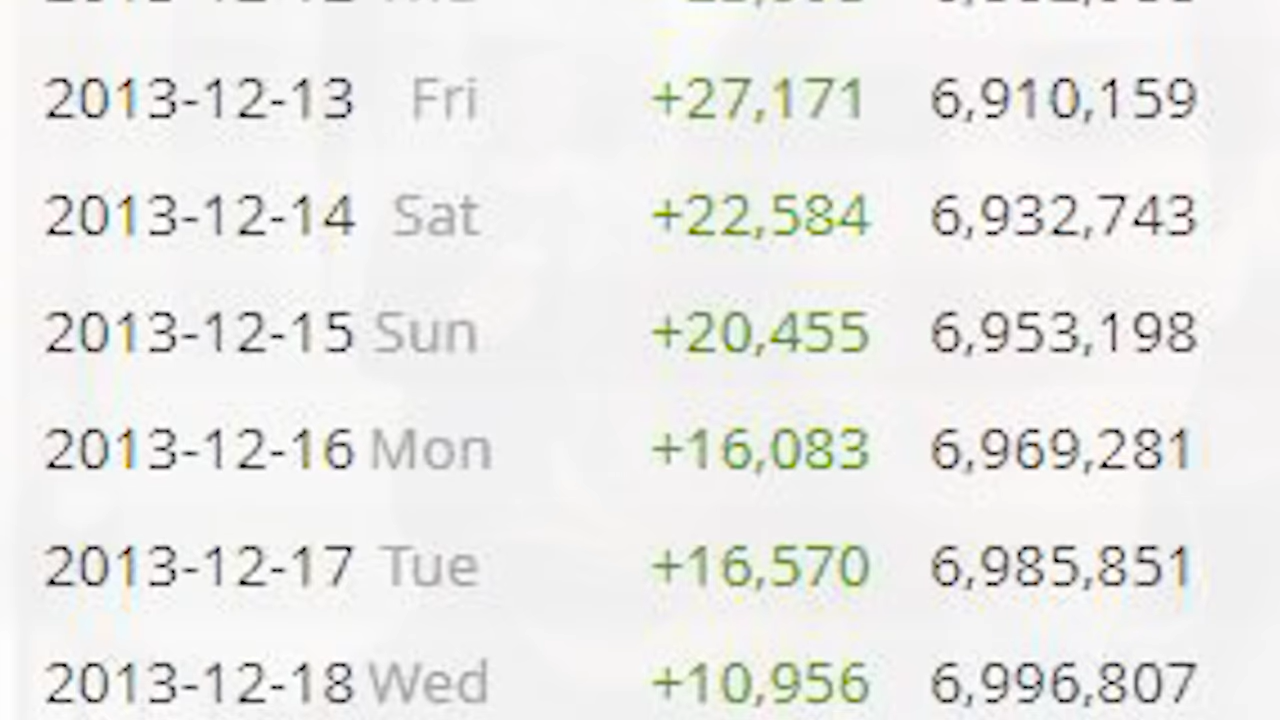 2013-12-13 Fri +27,171 6,910,159
2013-12-14 Sat +22,584 6,932,743
2013-12-15 Sun +20,455 6,953,198
2013-12-16 Mon +16,083 6,969,281
2013-12-17 Tue +16,570 6,985,851
2013-12-18 Wed +10,956 6,996,807